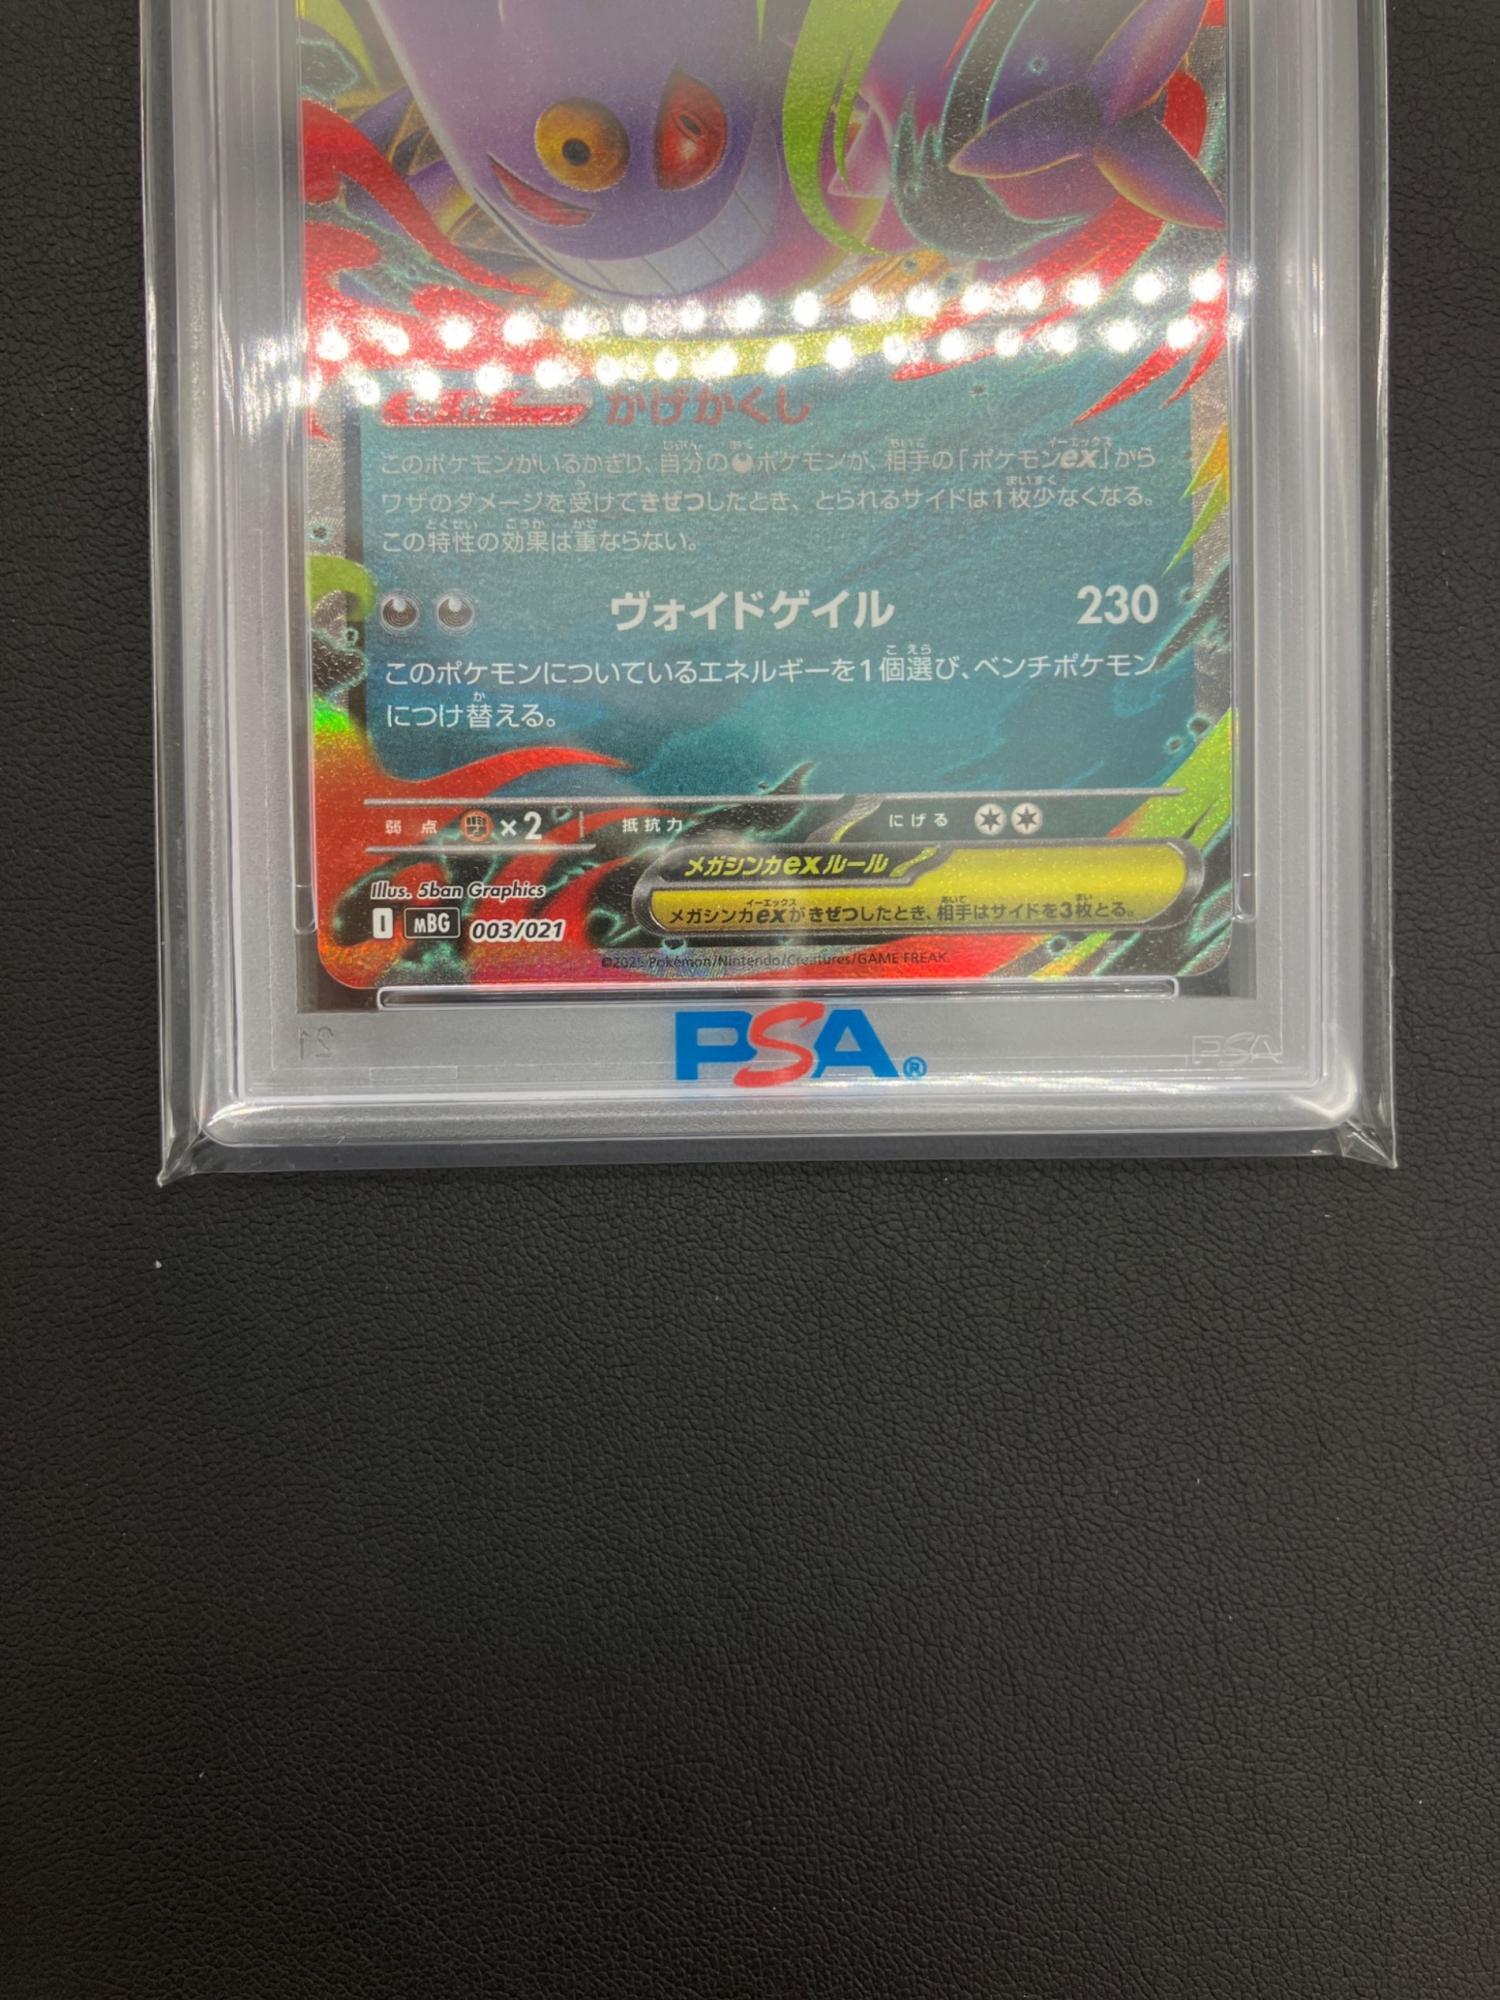 かげかくし
このポケモンがいるかぎり、自分のポケモンが、相手の「ポケモンex」から
ワザのダメージを受けてきぜつしたとき、とられるサイドは1枚少なくなる。
この特性の効果は重ならない。
ヴォイドゲイル 230
このポケモンについているエネルギーを1個選び、ベンチポケモン
につけ替える。
弱点 ×2 抵抗力 にげる
メガシンカexルール
メガシンカexがきぜつしたとき、相手はサイドを3枚とる。
Illus. 5ban Graphics
I MBG 003/021
©2025 Pokémon/Nintendo/Creatures/GAME FREAK.
PSA®
PSA
21